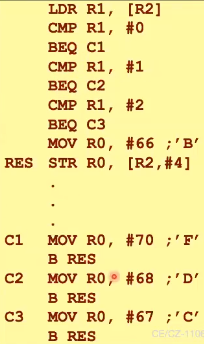 LDR R1, [R2]
CMP R1, #0
BEQ C1
CMP R1, #1
BEQ C2
CMP R1, #2
BEQ C3
MOV R0, #66 ;'B'
RES STR R0, [R2,#4]
.
.
.
C1 MOV R0, #70 ;'F'
B RES
C2 MOV R0, #68 ;'D'
B RES
C3 MOV R0, #67 ;'C'
B RES